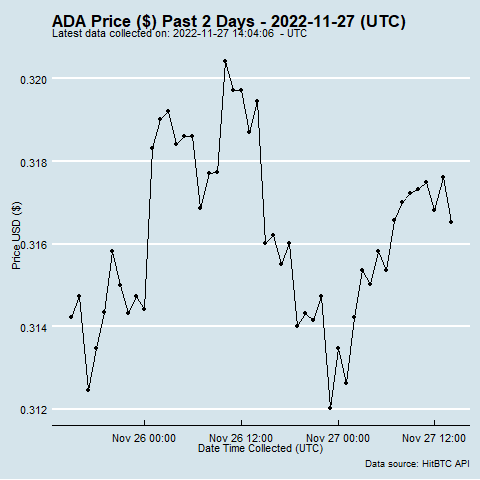 ADA Price ($) Past 2 Days - 2022-11-27 (UTC)
Latest data collected on: 2022-11-27 14:04:06 - UTC
0.320
0.318
0.316
0.314
0.312
Price USD ($)
Nov 26 00:00 Nov 26 12:00 Nov 27 00:00 Nov 27 12:00
Date Time Collected (UTC)
Data source: HitBTC API